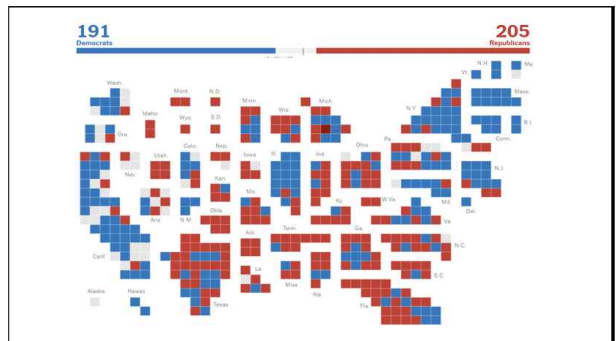 191
205
Democrats
Republicans
N.H.
Me.
Vt.
Wash.
Mont.
N.D.
Minn.
Wis.
Mich
N.Y.
Mass.
Idaho
Wyo.
S.D.
R.I.
Ore.
Conn.
Pa.
Ohio
Utah
Colo.
Neb.
Iowa
Ill.
Ind.
Nev.
N.J.
Kan
Mo.
Ky.
W.Va
Md.
Del
Ariz
N.M.
Okla.
Va
Ark.
Tenn.
Ga.
N.C.
Calif
La
Miss
Ala
S.C.
Alaska
Hawaii
Texas
Fla